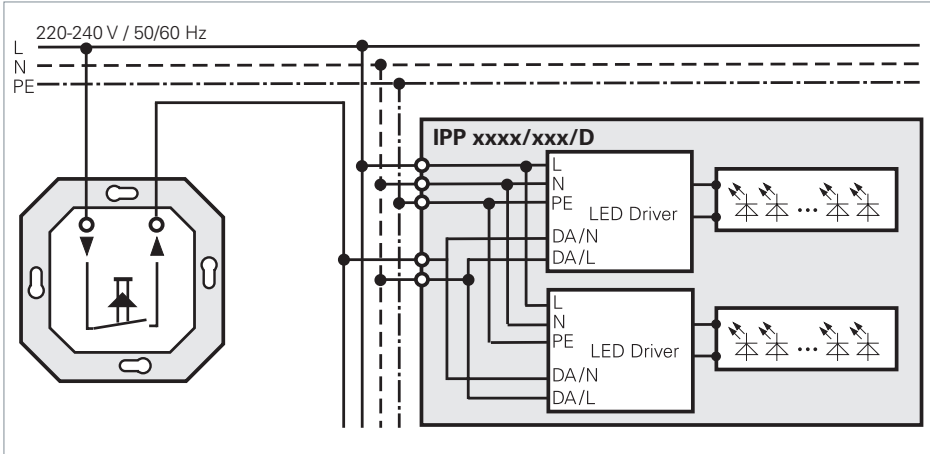 220-240 V / 50/60 Hz
L
N
PE
IPP xxxx/xxx/D
L
N
PE
LED Driver
DA/N
DA/L
L
N
PE
LED Driver
DA/N
DA/L